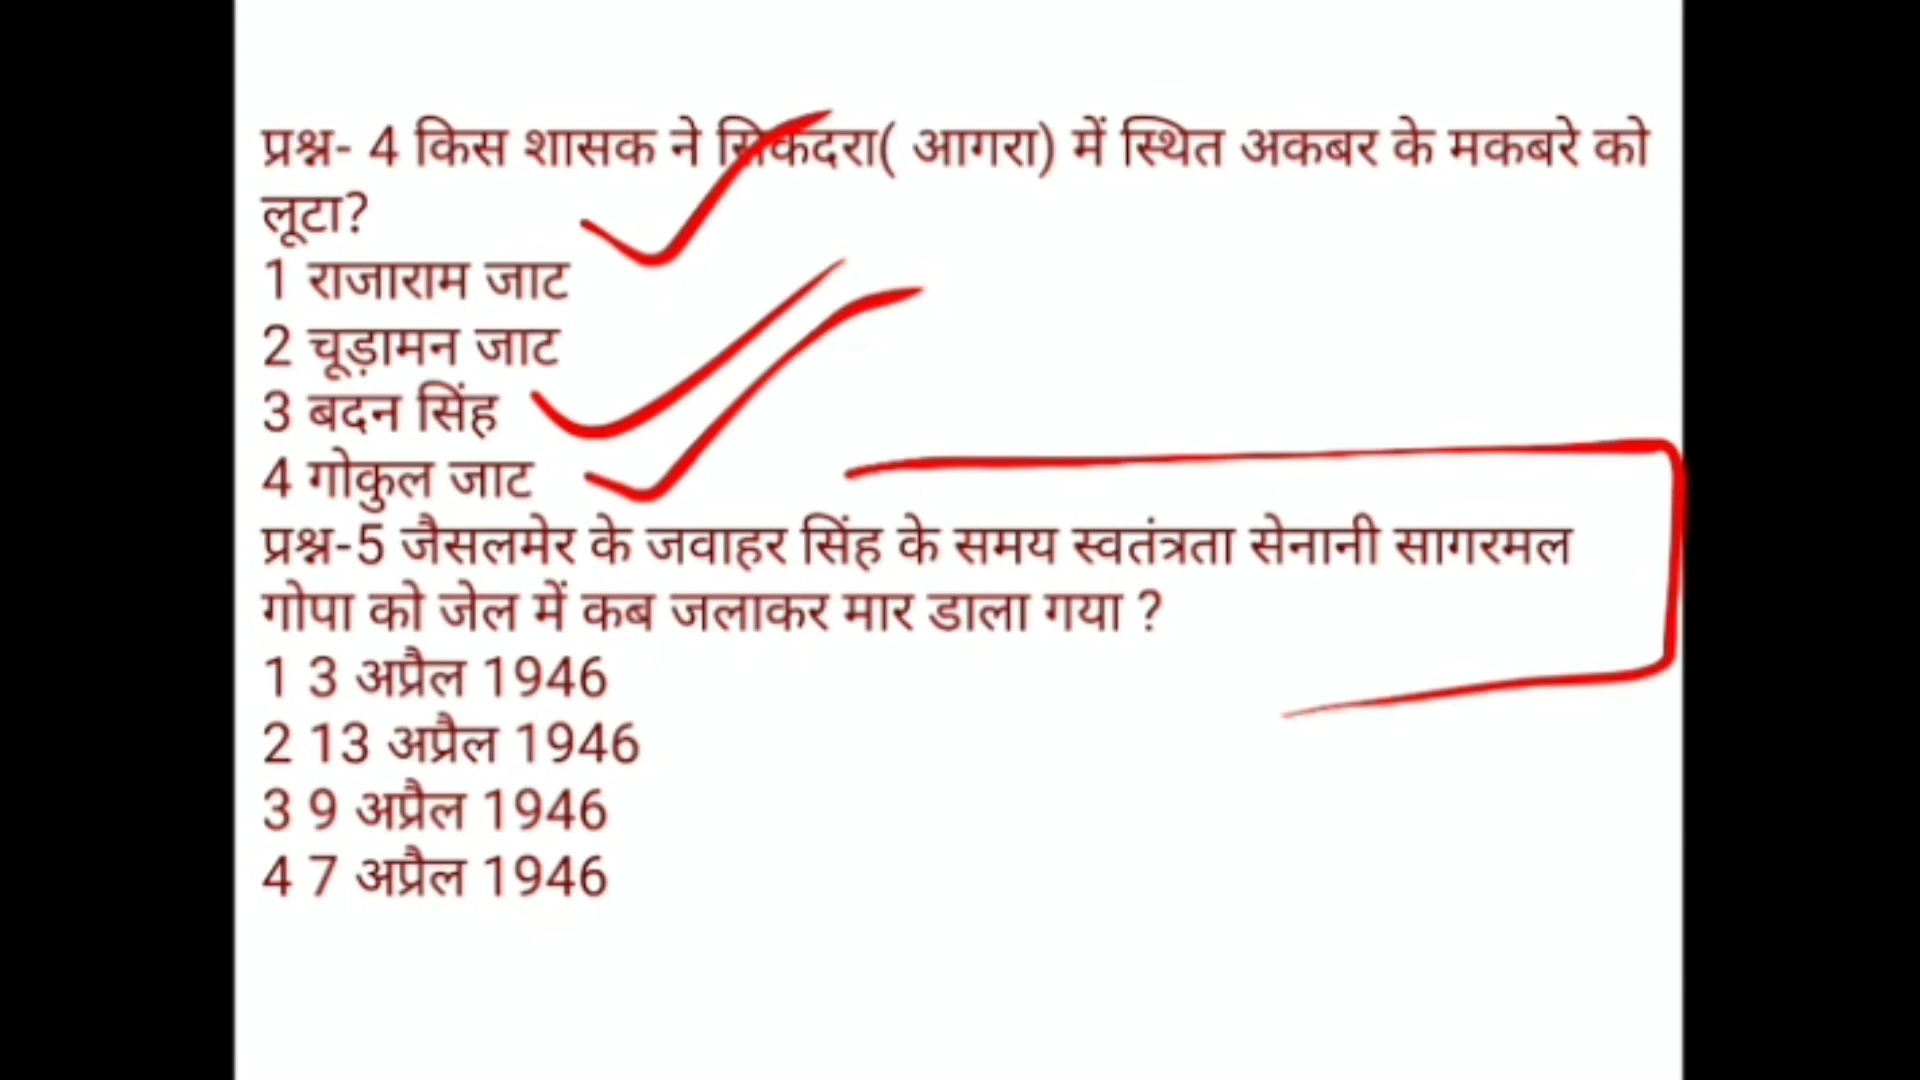 प्रश्न- 4 किस शासक ने सिकंदरा( आगरा) में स्थित अकबर के मकबरे को
लूटा?
1 राजाराम जाट
2 चूड़ामन जाट
3 बदन सिंह
4 गोकुल जाट
प्रश्न-5 जैसलमेर के जवाहर सिंह के समय स्वतंत्रता सेनानी सागरमल
गोपा को जेल में कब जलाकर मार डाला गया ?
1 3 अप्रैल 1946
2 13 अप्रैल 1946
3 9 अप्रैल 1946
4 7 अप्रैल 1946